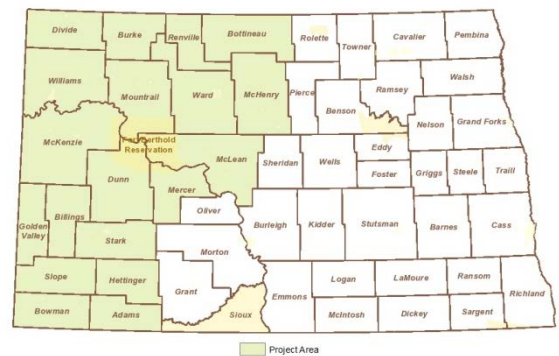 Divide
Burke
Renville
Bottineau
Rolette
Towner
Cavalier
Pembina
Williams
Mountrail
Ward
McHenry
Pierce
Benson
Ramsey
Walsh
Nelson
Grand Forks
McKenzie
Fort Berthold
Reservation
McLean
Sheridan
Wells
Eddy
Foster
Griggs
Steele
Traill
Dunn
Mercer
Oliver
Golden
Valley
Billings
Stark
Morton
Burleigh
Kidder
Stutsman
Barnes
Cass
Slope
Hettinger
Grant
Emmons
Logan
LaMoure
Ransom
Richland
Bowman
Adams
Sioux
McIntosh
Dickey
Sargent
Project Area